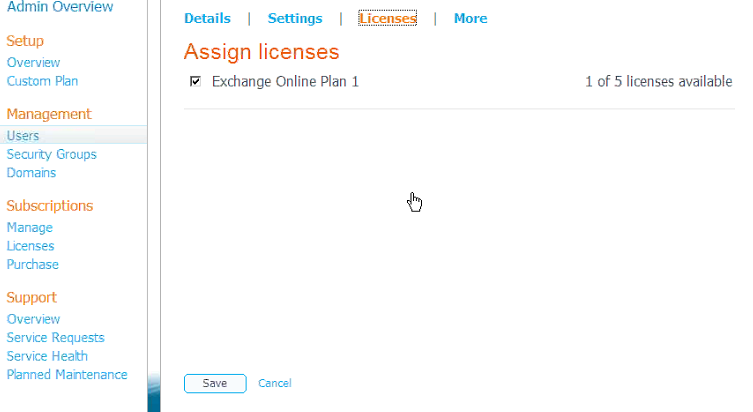 Admin Overview
Setup
Overview
Custom Plan
Management
Users
Security Groups
Domains
Subscriptions
Manage
Licenses
Purchase
Support
Overview
Service Requests
Service Health
Planned Maintenance
Details | Settings | Licenses | More
Assign licenses
Exchange Online Plan 1 1 of 5 licenses available
Save Cancel